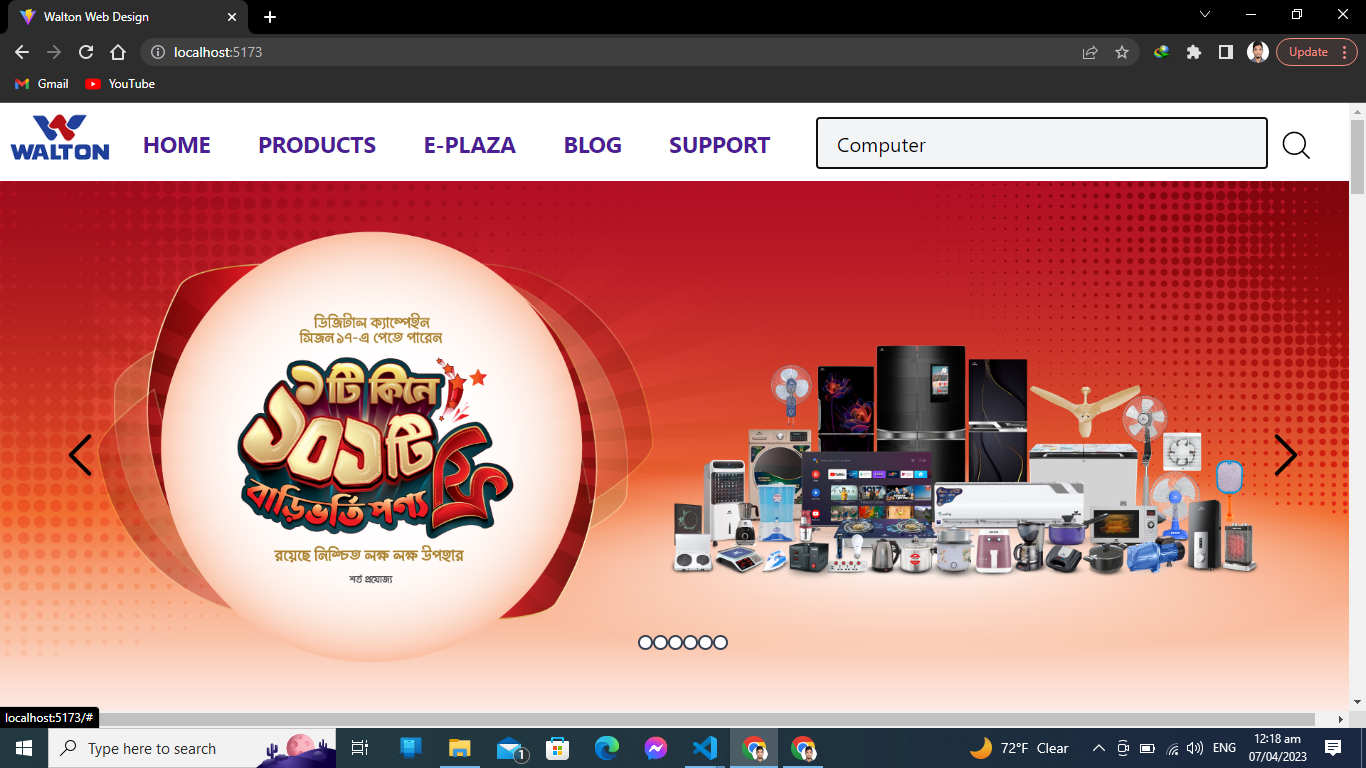 Walton Web Design
localhost:5173
Update
Gmail
YouTube
WALTON
HOME
PRODUCTS
E-PLAZA
BLOG
SUPPORT
Computer
ডিজিটাল ক্যাম্পেইন
সিজন ১৭-এ পেতে পারেন
১টি কিনে
১০১টি
ফ্রি
বাড়িভর্তি পণ্য
রয়েছে নিশ্চিত লক্ষ লক্ষ উপহার
শর্ত প্রযোজ্য
localhost:5173/#
Type here to search
1
72°F Clear
ENG
12:18 am
07/04/2023